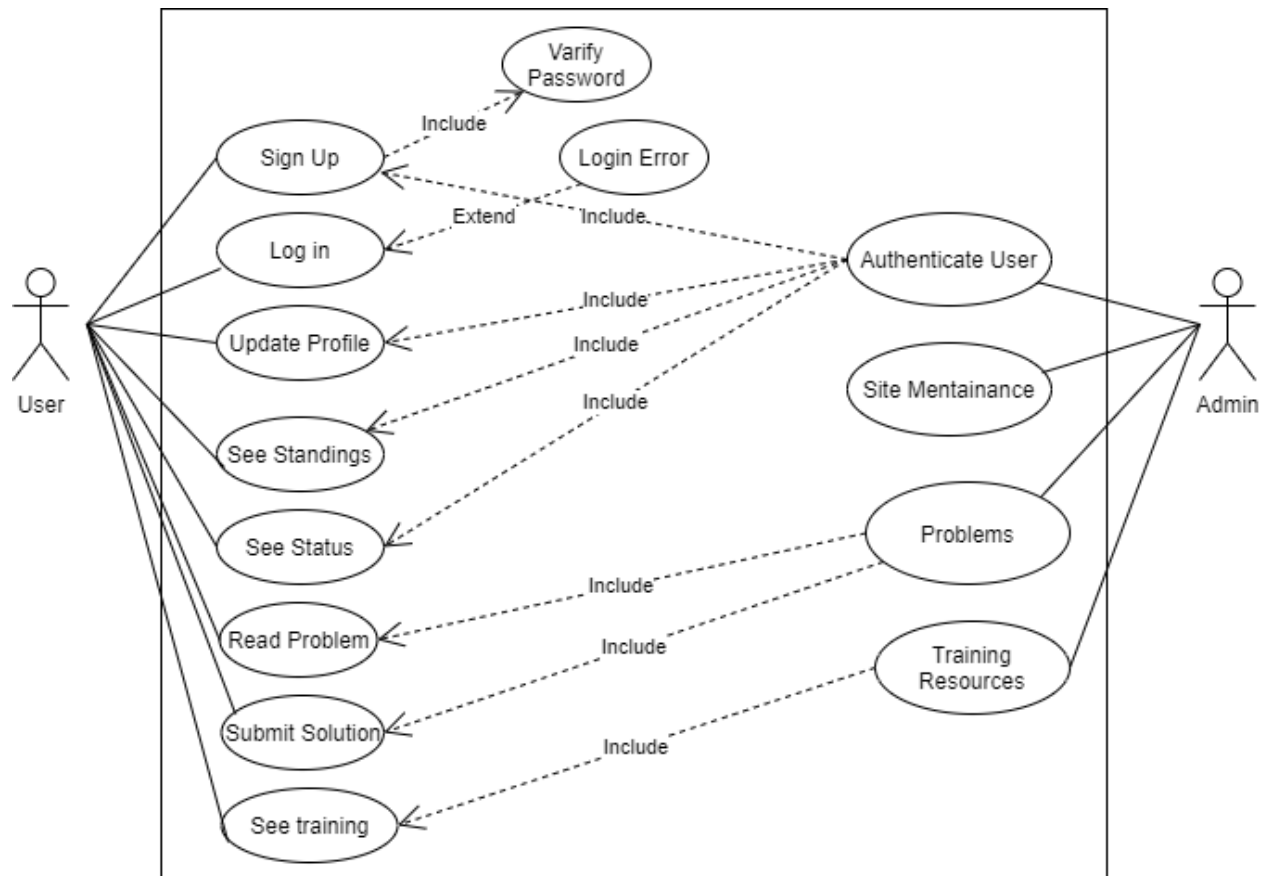 Varify
Password
Include
Sign Up
Login Error
Extend
Include
Log in
Authenticate User
Include
Update Profile
Include
Site Mentainance
User
Admin
Include
See Standings
See Status
Problems
Include
Read Problem
Include
Training
Resources
Submit Solution
Include
See training